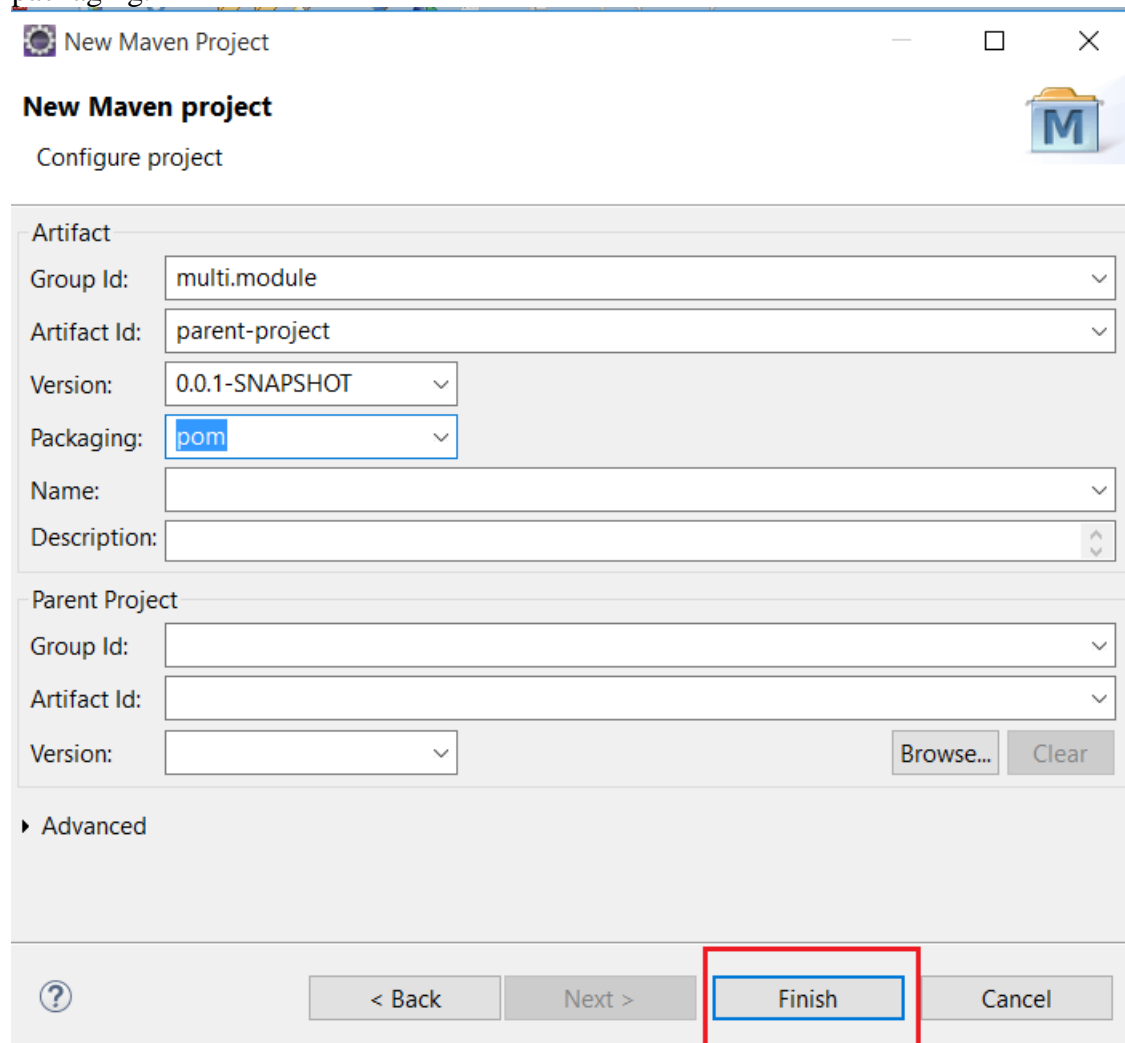 packaging.
New Maven Project
New Maven project
Configure project
Artifact
Group Id: multi.module
Artifact Id: parent-project
Version: 0.0.1-SNAPSHOT
Packaging: pom
Name:
Description:
Parent Project
Group Id:
Artifact Id:
Version: Browse... Clear
Advanced
< Back Next > Finish Cancel